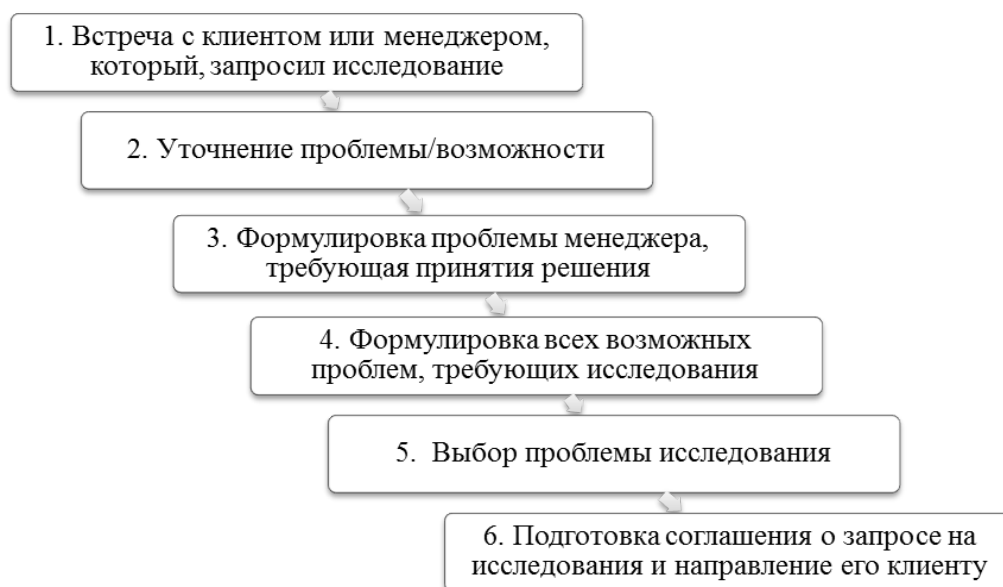 1. Встреча с клиентом или менеджером,
который, запросил исследование
2. Уточнение проблемы/возможности
3. Формулировка проблемы менеджера,
требующая принятия решения
4. Формулировка всех возможных
проблем, требующих исследования
5. Выбор проблемы исследования
6. Подготовка соглашения о запросе на
исследования и направление его клиенту